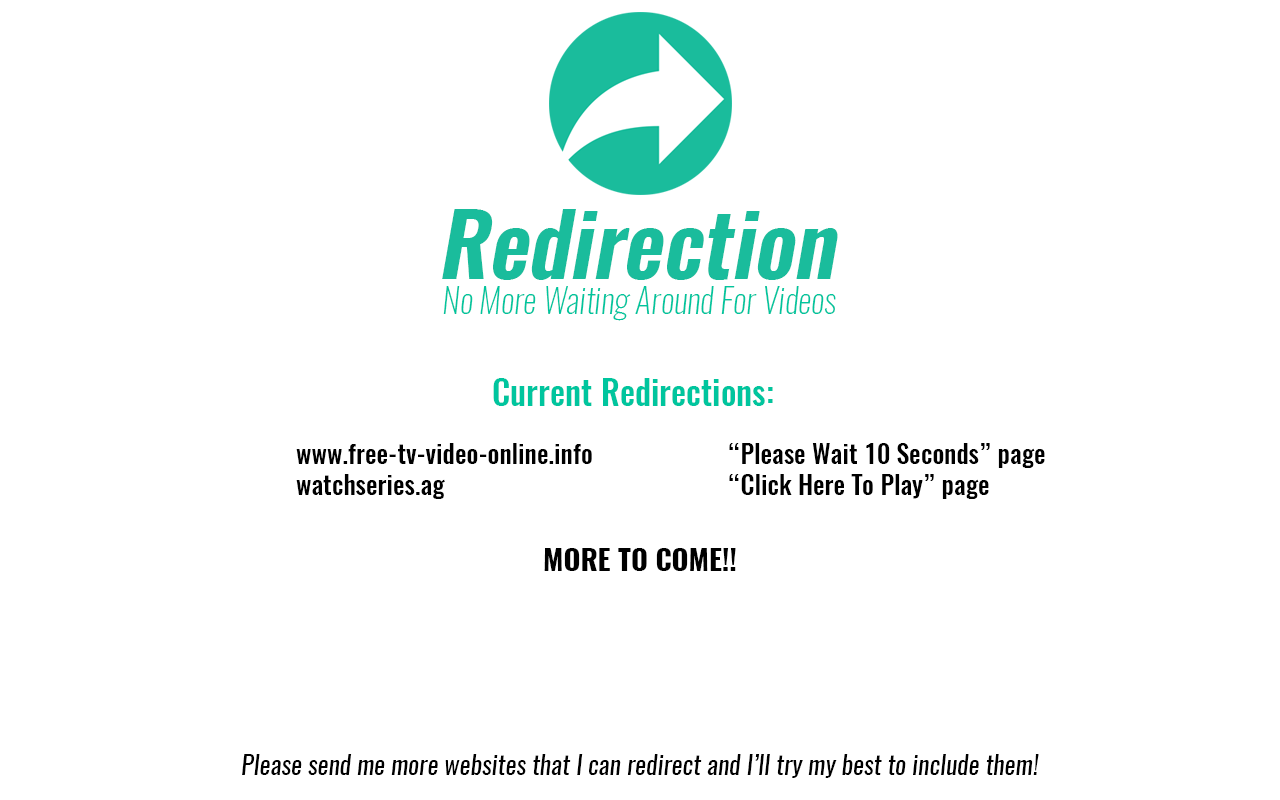 Redirection
No More Waiting Around For Videos
Current Redirections:
www.free-tv-video-online.info “Please Wait 10 Seconds” page
watchseries.ag “Click Here To Play” page
MORE TO COME!!
Please send me more websites that I can redirect and I’ll try my best to include them!